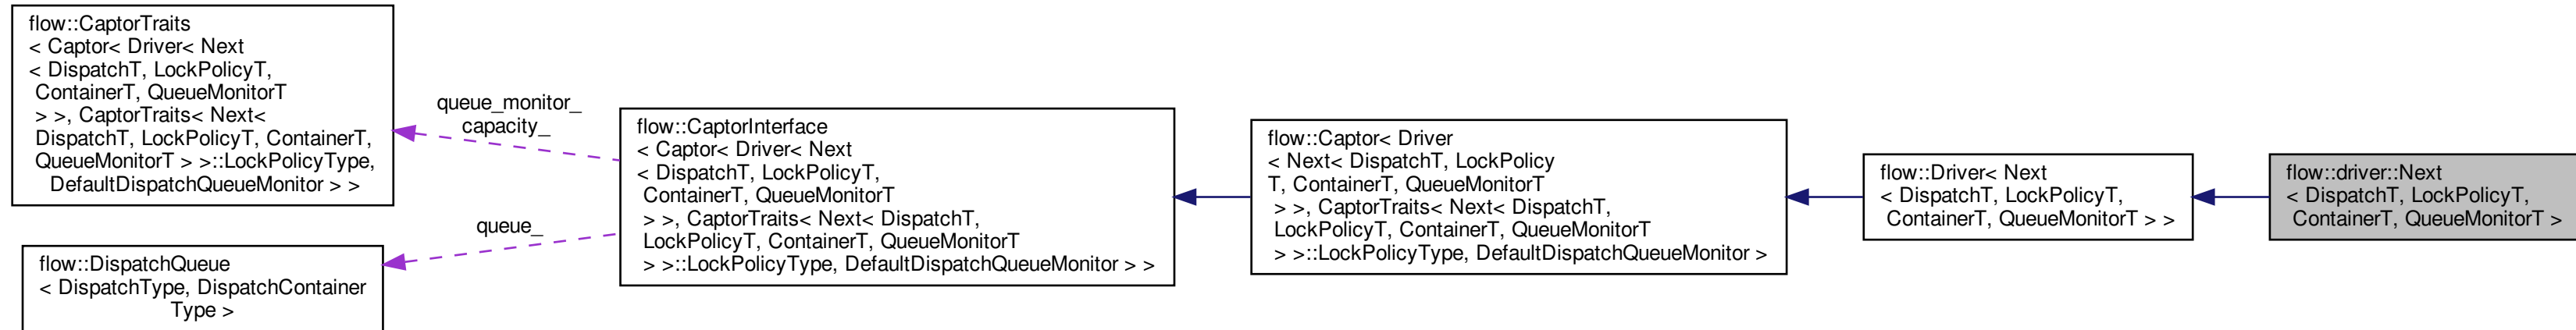 flow::CaptorTraits
< Captor< Driver< Next
< DispatchT, LockPolicyT,
ContainerT, QueueMonitorT
> >, CaptorTraits< Next<
DispatchT, LockPolicyT, ContainerT,
QueueMonitorT > >::LockPolicyType,
DefaultDispatchQueueMonitor > >
flow::DispatchQueue
< DispatchType, DispatchContainer
Type >
queue_monitor_
capacity_
queue_
flow::CaptorInterface
< Captor< Driver< Next
< DispatchT, LockPolicyT,
ContainerT, QueueMonitorT
> >, CaptorTraits< Next< DispatchT,
LockPolicyT, ContainerT, QueueMonitorT
> >::LockPolicyType, DefaultDispatchQueueMonitor > >
flow::Captor< Driver
< Next< DispatchT, LockPolicy
T, ContainerT, QueueMonitorT
> >, CaptorTraits< Next< DispatchT,
LockPolicyT, ContainerT, QueueMonitorT
> >::LockPolicyType, DefaultDispatchQueueMonitor >
flow::Driver< Next
< DispatchT, LockPolicyT,
ContainerT, QueueMonitorT > >
flow::driver::Next
< DispatchT, LockPolicyT,
ContainerT, QueueMonitorT >